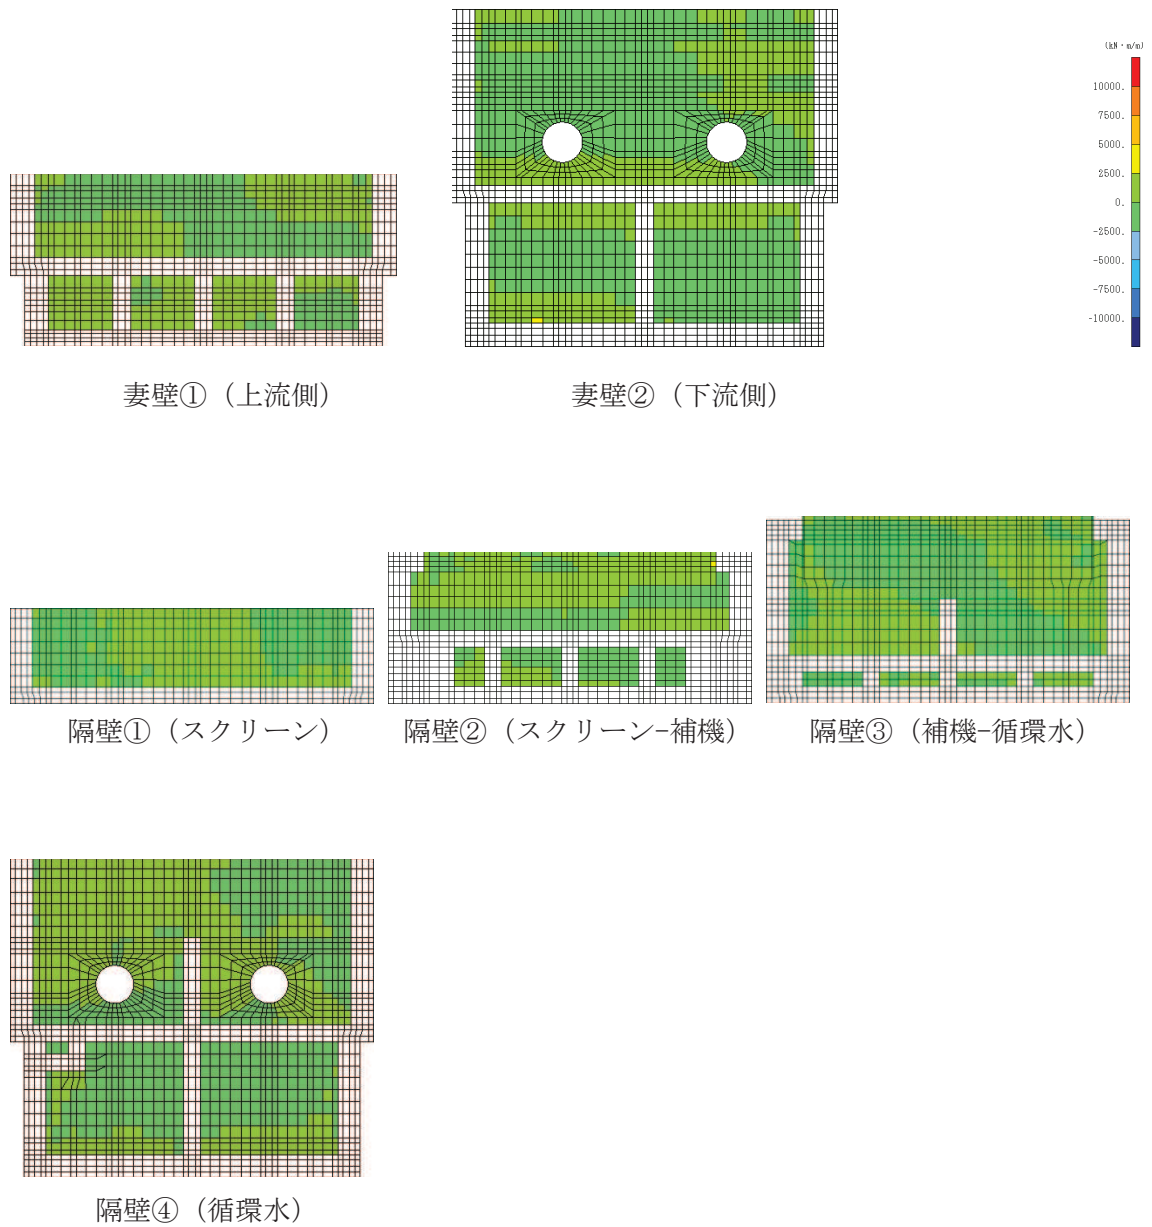 (kN・m/m)
10000.
7500.
5000.
2500.
0.
-2500.
-5000.
-7500.
-10000.
妻壁①（上流側）
妻壁②（下流側）
隔壁①（スクリーン）
隔壁②（スクリーン-補機）
隔壁③（補機-循環水）
隔壁④（循環水）